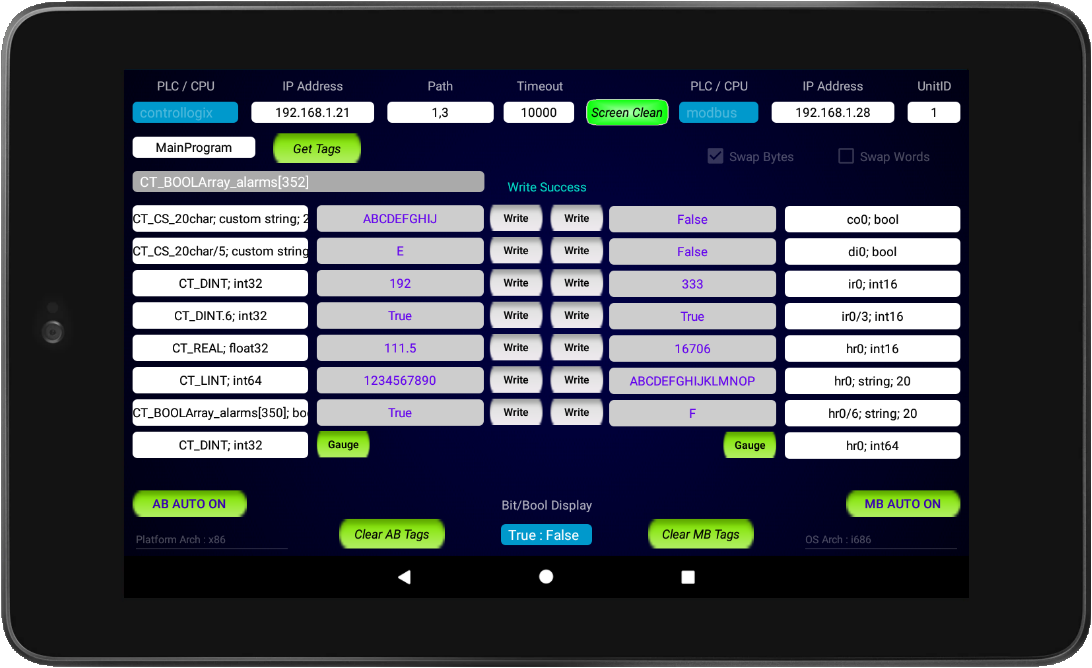 PLC / CPU IP Address Path Timeout PLC / CPU IP Address UnitID
controllogix 192.168.1.21 1,3 10000 Screen Clean modbus 192.168.1.28 1
MainProgram Get Tags Swap Bytes Swap Words
CT_BOOLArray_alarms[352] Write Success
CT_CS_20char; custom string; 2 ABCDEFGHIJ Write Write False co0; bool
CT_CS_20char/5; custom string E Write Write False di0; bool
CT_DINT; int32 192 Write Write 333 ir0; int16
CT_DINT.6; int32 True Write Write True ir0/3; int16
CT_REAL; float32 111.5 Write Write 16706 hr0; int16
CT_LINT; int64 1234567890 Write Write ABCDEFGHIJKLMNOP hr0; string; 20
CT_BOOLArray_alarms[350]; boo True Write Write F hr0/6; string; 20
CT_DINT; int32 Gauge Gauge hr0; int64
AB AUTO ON Bit/Bool Display MB AUTO ON
Platform Arch : x86 Clear AB Tags True : False Clear MB Tags OS Arch : i686